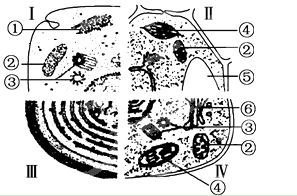 I
①
②
③
II
④
②
⑤
III
⑥
③
②
④
IV